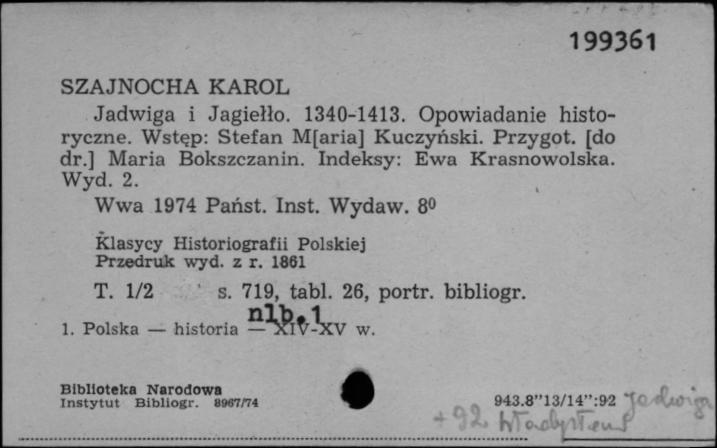 199361
SZAJNOCHA KAROL
Jadwiga i Jagiełło. 1340-1413. Opowiadanie histo-
ryczne. Wstęp: Stefan M[aria] Kuczyński. Przygot. [do
dr.] Maria Bokszczanin. Indeksy: Ewa Krasnowolska.
Wyd. 2.
Wwa 1974 Państ. Inst. Wydaw. 8⁰
Klasycy Historiografii Polskiej
Przedruk wyd. z r. 1861
T. 1/2 s. 719, tabl. 26, portr. bibliogr.
nlb. 1
1. Polska — historia — XIV-XV w.
Biblioteka Narodowa
Instytut Bibliogr. 8967/74
943.8"13/14":92 Jadwiga
+ 92